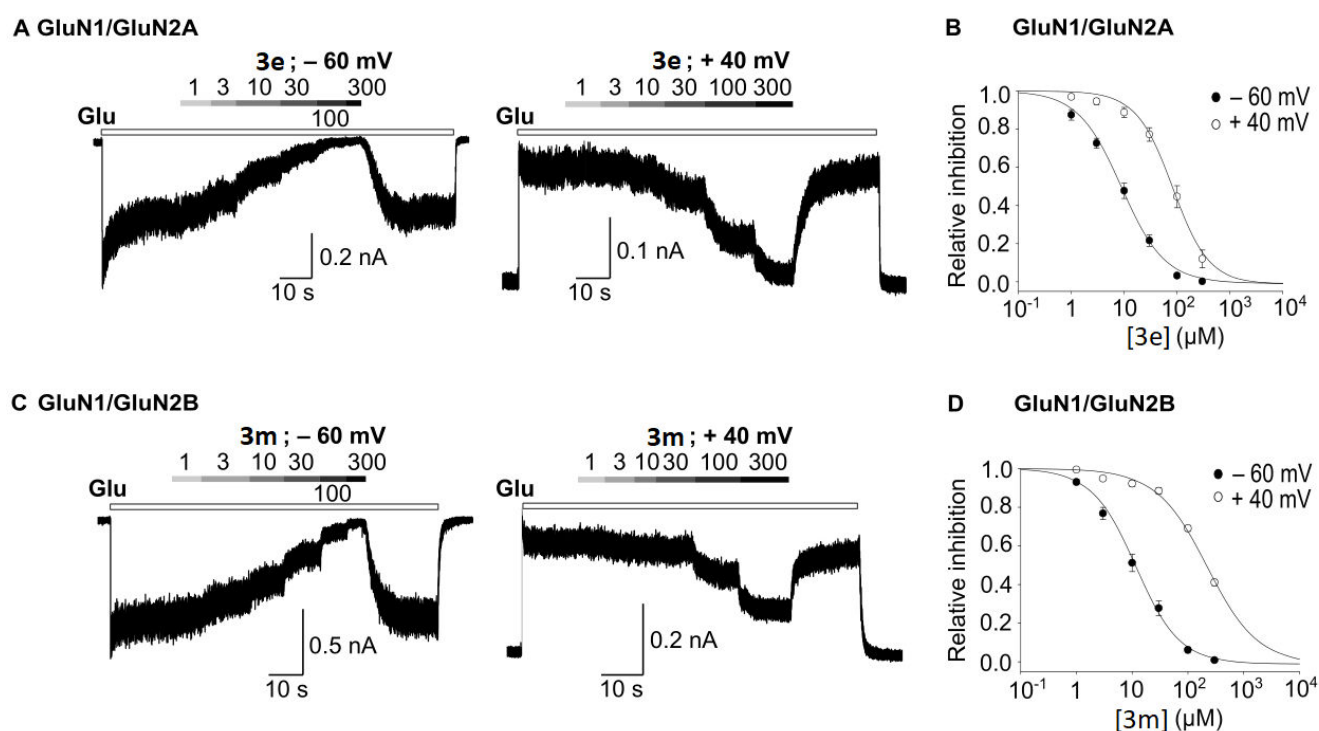 A GluN1/GluN2A
3e ; – 60 mV
1 3 10 30 300
100
Glu
0.2 nA
10 s
3e ; + 40 mV
1 3 10 30 100 300
Glu
0.1 nA
10 s
B GluN1/GluN2A
– 60 mV
+ 40 mV
Relative inhibition
1.0
0.8
0.6
0.4
0.2
0.0
10-1 1 10 102 103 104
[3e] (µM)
C GluN1/GluN2B
3m ; – 60 mV
1 3 10 30 300
100
Glu
0.5 nA
10 s
3m ; + 40 mV
1 3 10 30 100 300
Glu
0.2 nA
10 s
D GluN1/GluN2B
– 60 mV
+ 40 mV
Relative inhibition
1.0
0.8
0.6
0.4
0.2
0.0
10-1 1 10 102 103 104
[3m] (µM)